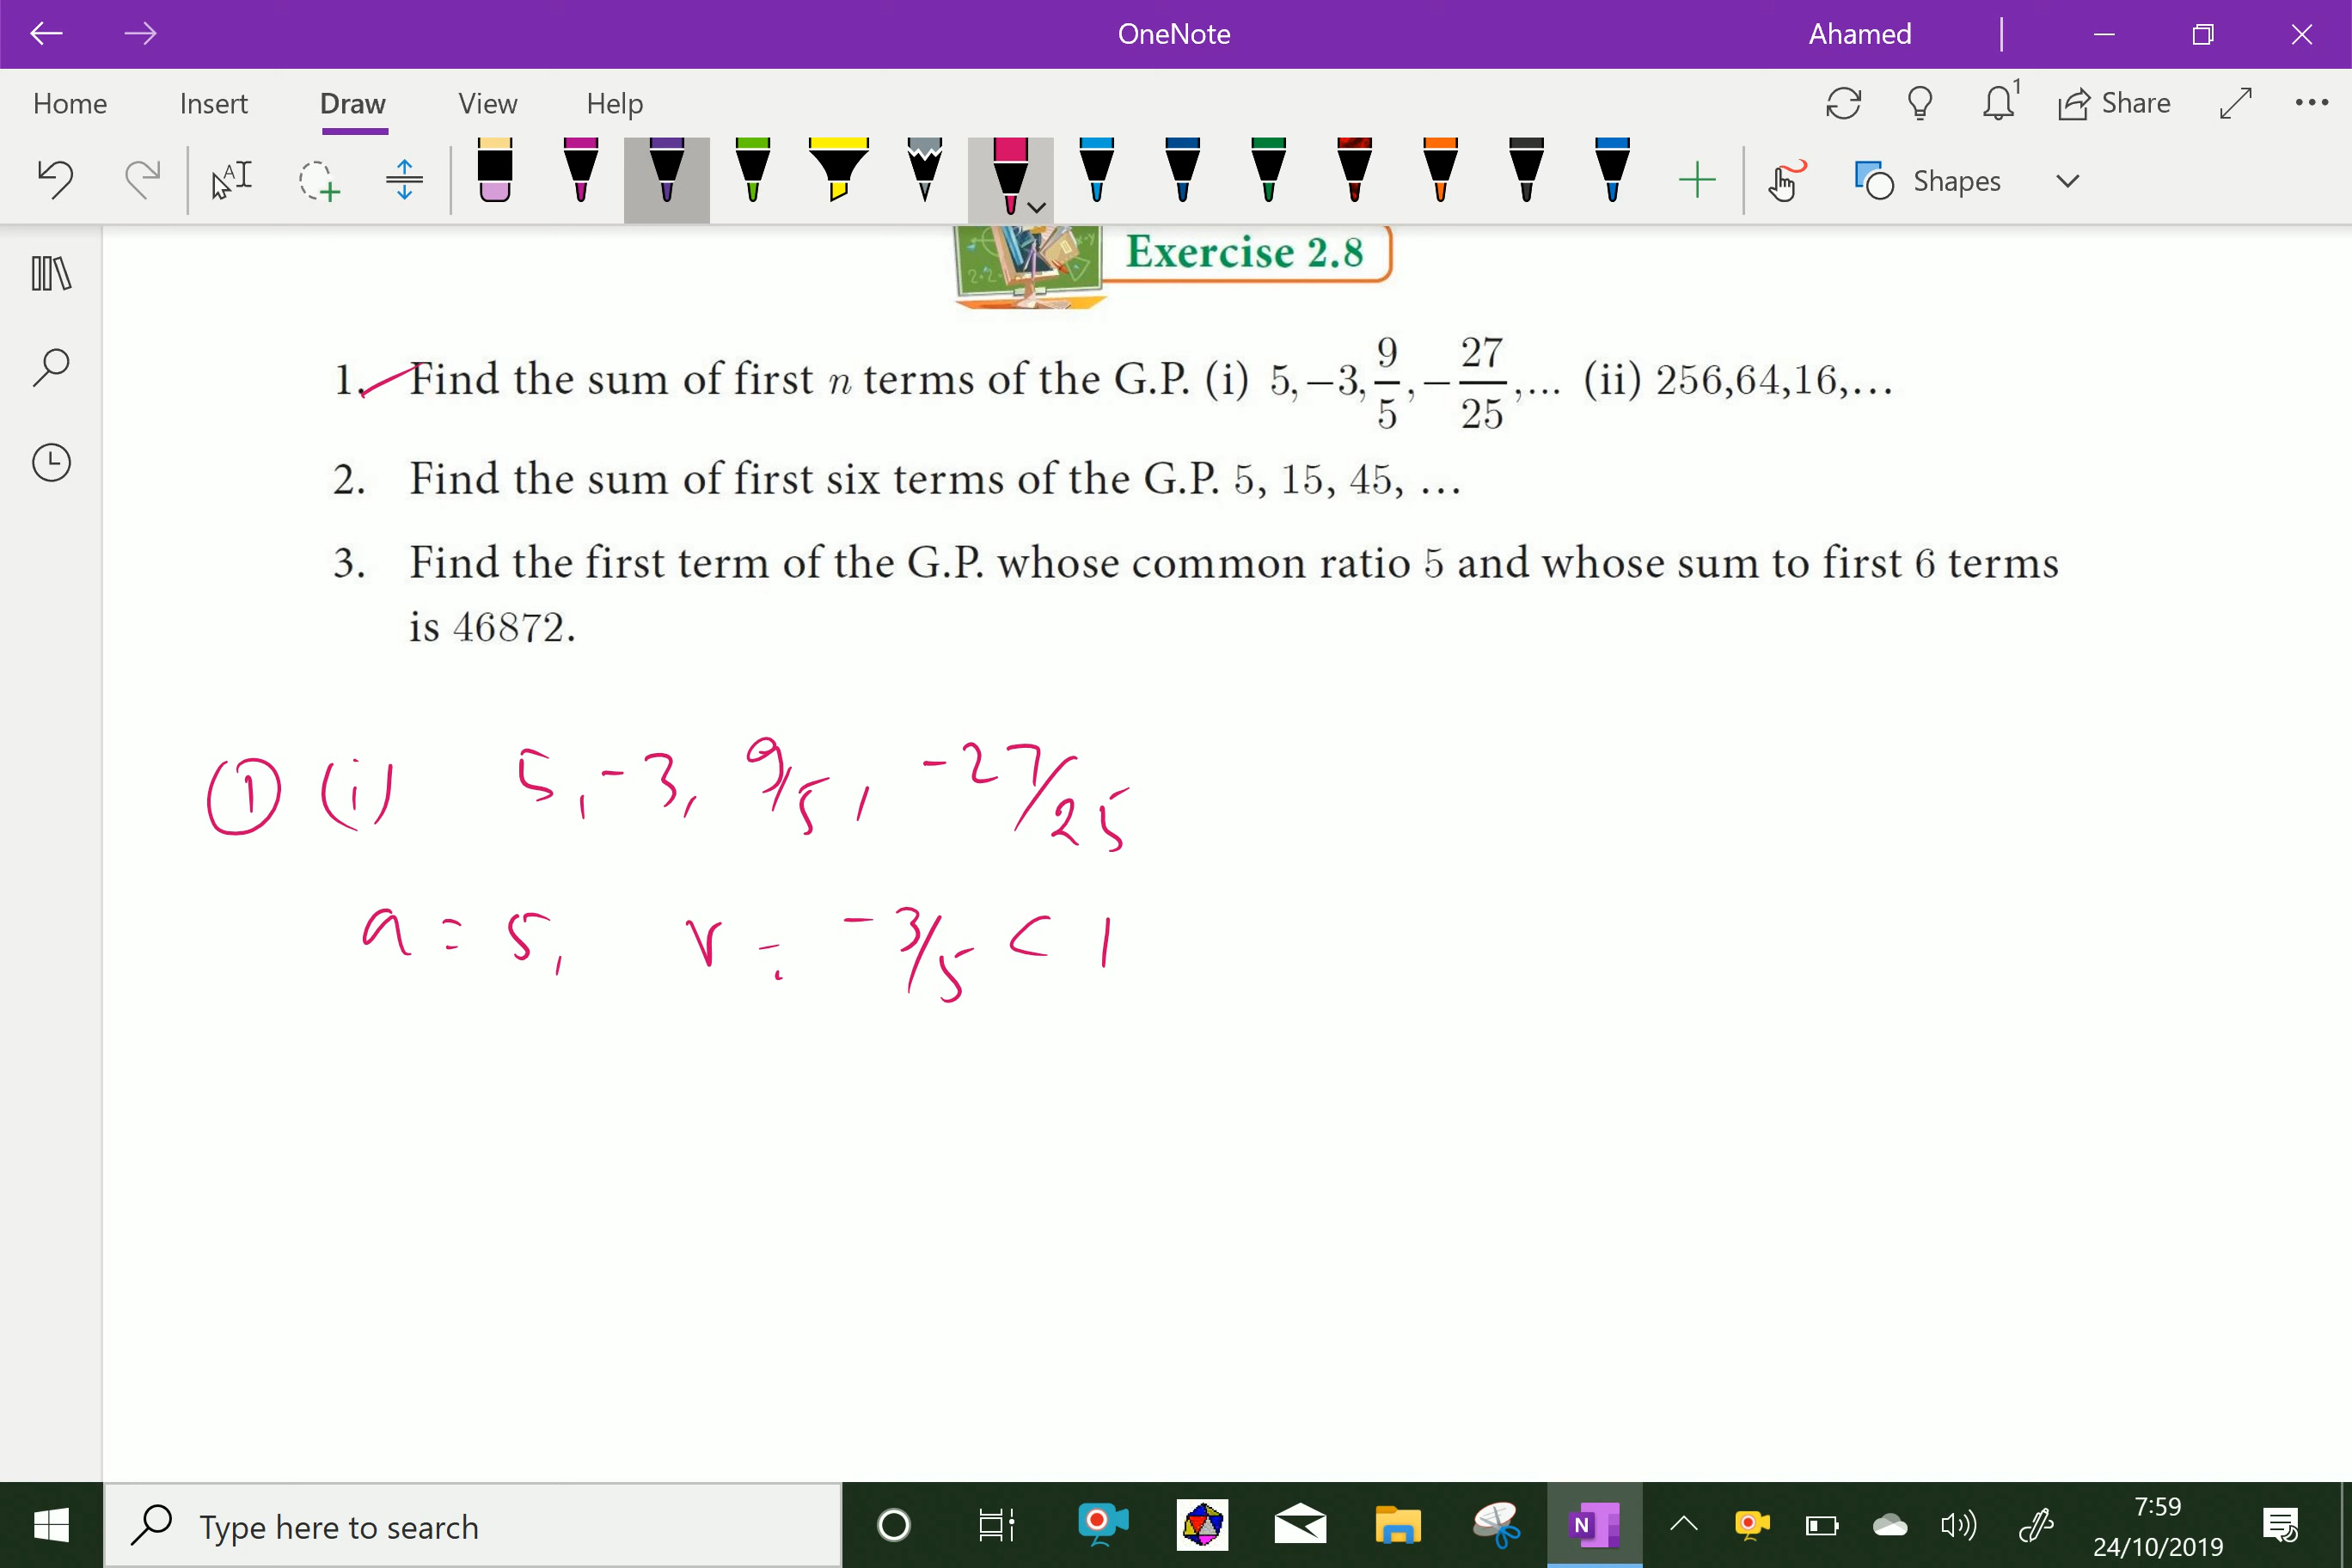 OneNote
Ahamed
Home Insert Draw View Help
1 Share
Shapes
Exercise 2.8
1. Find the sum of first n terms of the G.P. (i) 5,−3,9/5,−27/25,... (ii) 256,64,16,...
2. Find the sum of first six terms of the G.P. 5, 15, 45, ...
3. Find the first term of the G.P. whose common ratio 5 and whose sum to first 6 terms
is 46872.
① (i) 5, -3, 9/5, -27/25
a = 5, r = -3/5 < 1
Type here to search
N
7:59
24/10/2019